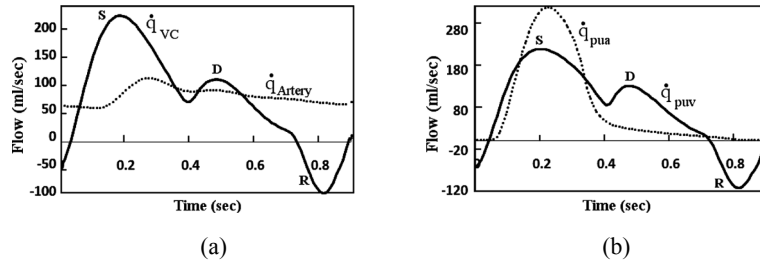 S
q̇ VC
D
q̇ Artery
R
Flow (ml/sec)
200
150
100
50
0
-50
-100
0.2
0.4
0.6
0.8
Time (sec)
(a)
q̇ pua
S
D
q̇ puv
R
Flow (ml/sec)
280
180
80
-20
-120
0
0.2
0.4
0.6
0.8
Time (sec)
(b)